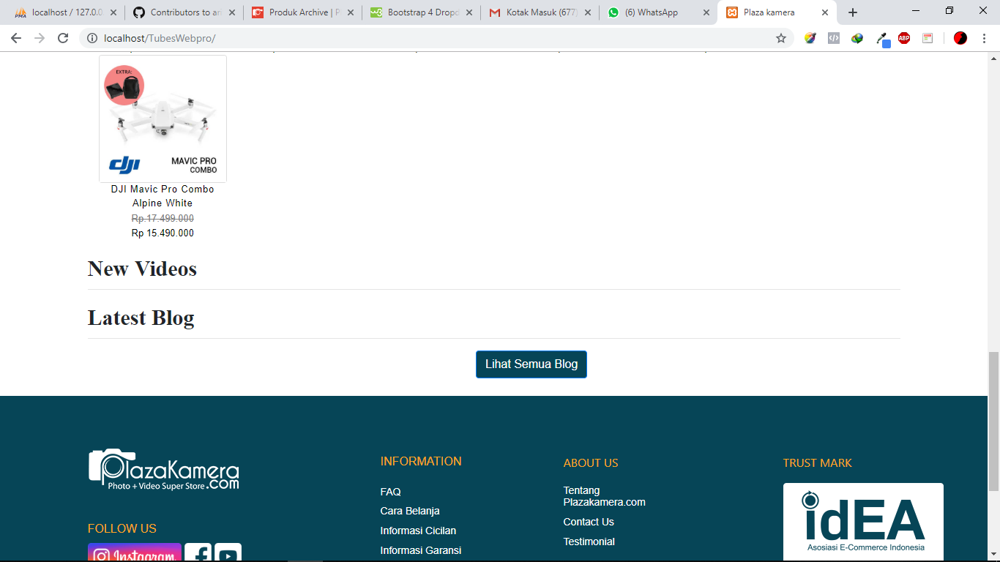 localhost / 127.0.0
Contributors to ar
Produk Archive | P
Bootstrap 4 Dropd
Kotak Masuk (677)
(6) WhatsApp
Plaza kamera
localhost/TubesWebpro/
ABP
EXTRA:
dji
MAVIC PRO
COMBO
DJI Mavic Pro Combo
Alpine White
Rp.17.499.000
Rp 15.490.000
New Videos
Latest Blog
Lihat Semua Blog
PlazaKamera
Photo + Video Super Store .com
FOLLOW US
Instagram
INFORMATION
FAQ
Cara Belanja
Informasi Cicilan
Informasi Garansi
ABOUT US
Tentang
Plazakamera.com
Contact Us
Testimonial
TRUST MARK
idEA
Asosiasi E-Commerce Indonesia